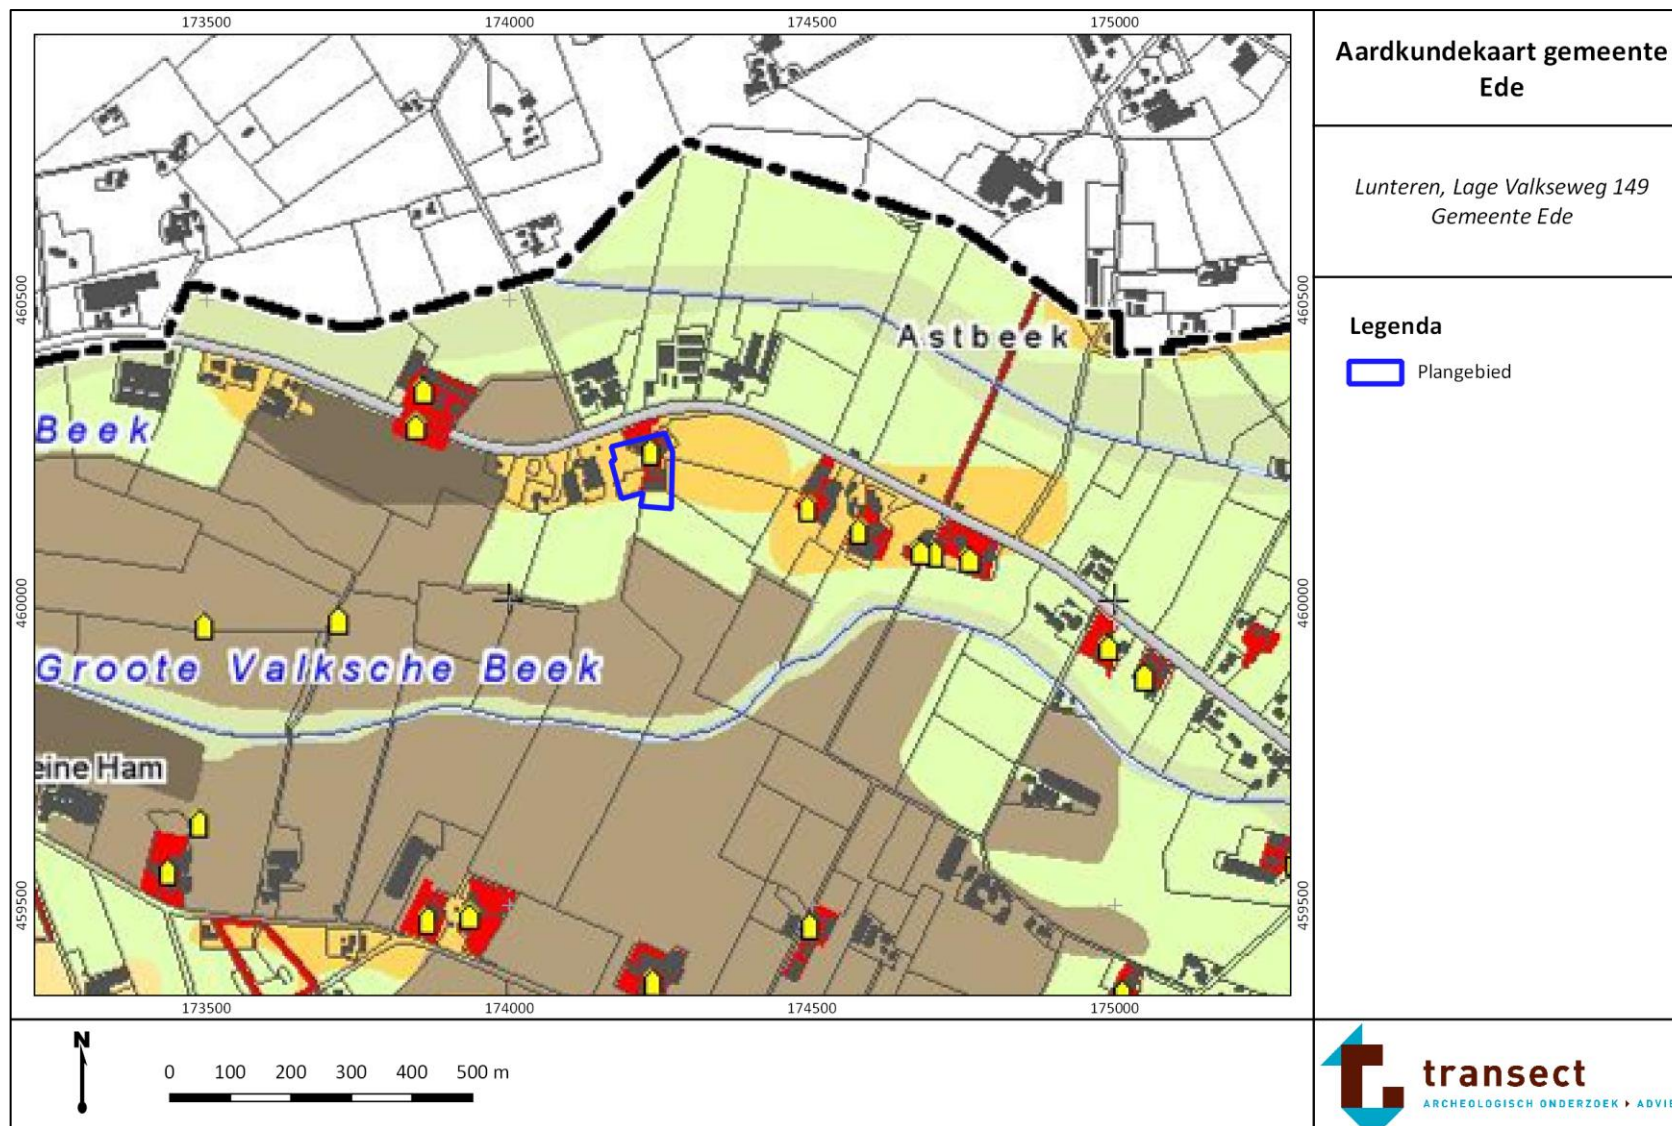 173500 174000 174500 175000
Aardkundekaart gemeente
Ede
Lunteren, Lage Valkseweg 149
Gemeente Ede
460500
460500
Astbeek
Legenda
Plangebied
Beek
460000
460000
Groote Valksche Beek
eine Ham
459500
459500
173500 174000 174500 175000
N
0 100 200 300 400 500 m
transect
ARCHEOLOGISCH ONDERZOEK ▸ ADVIE